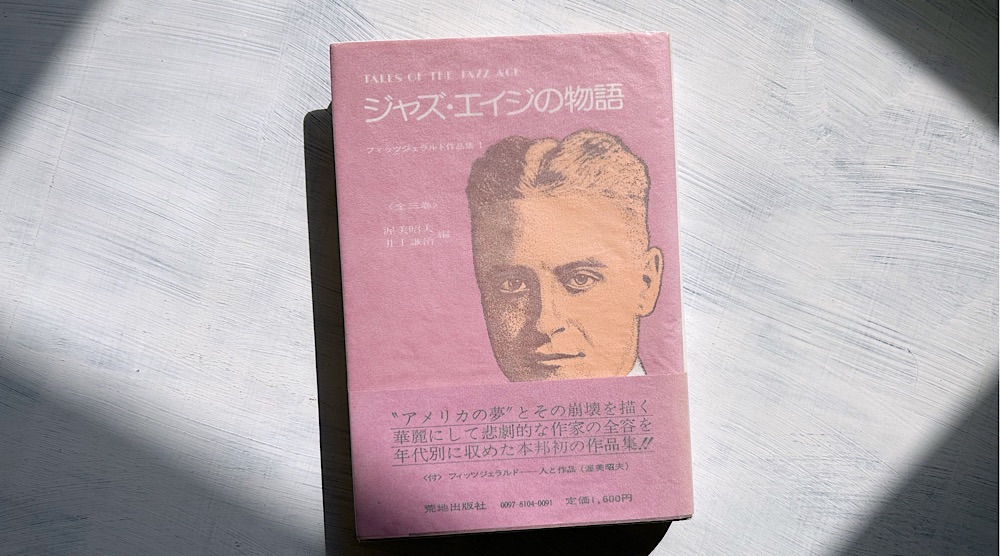 TALES OF THE JAZZ AGE
ジャズ・エイジの物語
フィッツジェラルド作品集 1
〈全三巻〉
渥美昭夫
井上謙治 編
〝アメリカの夢〟とその崩壊を描く
華麗にして悲劇的な作家の全容を
年代別に収めた本邦初の作品集!!
〈付〉 フィッツジェラルド──人と作品（渥美昭夫）
荒地出版社 0097-6104-0091 定価1,600円